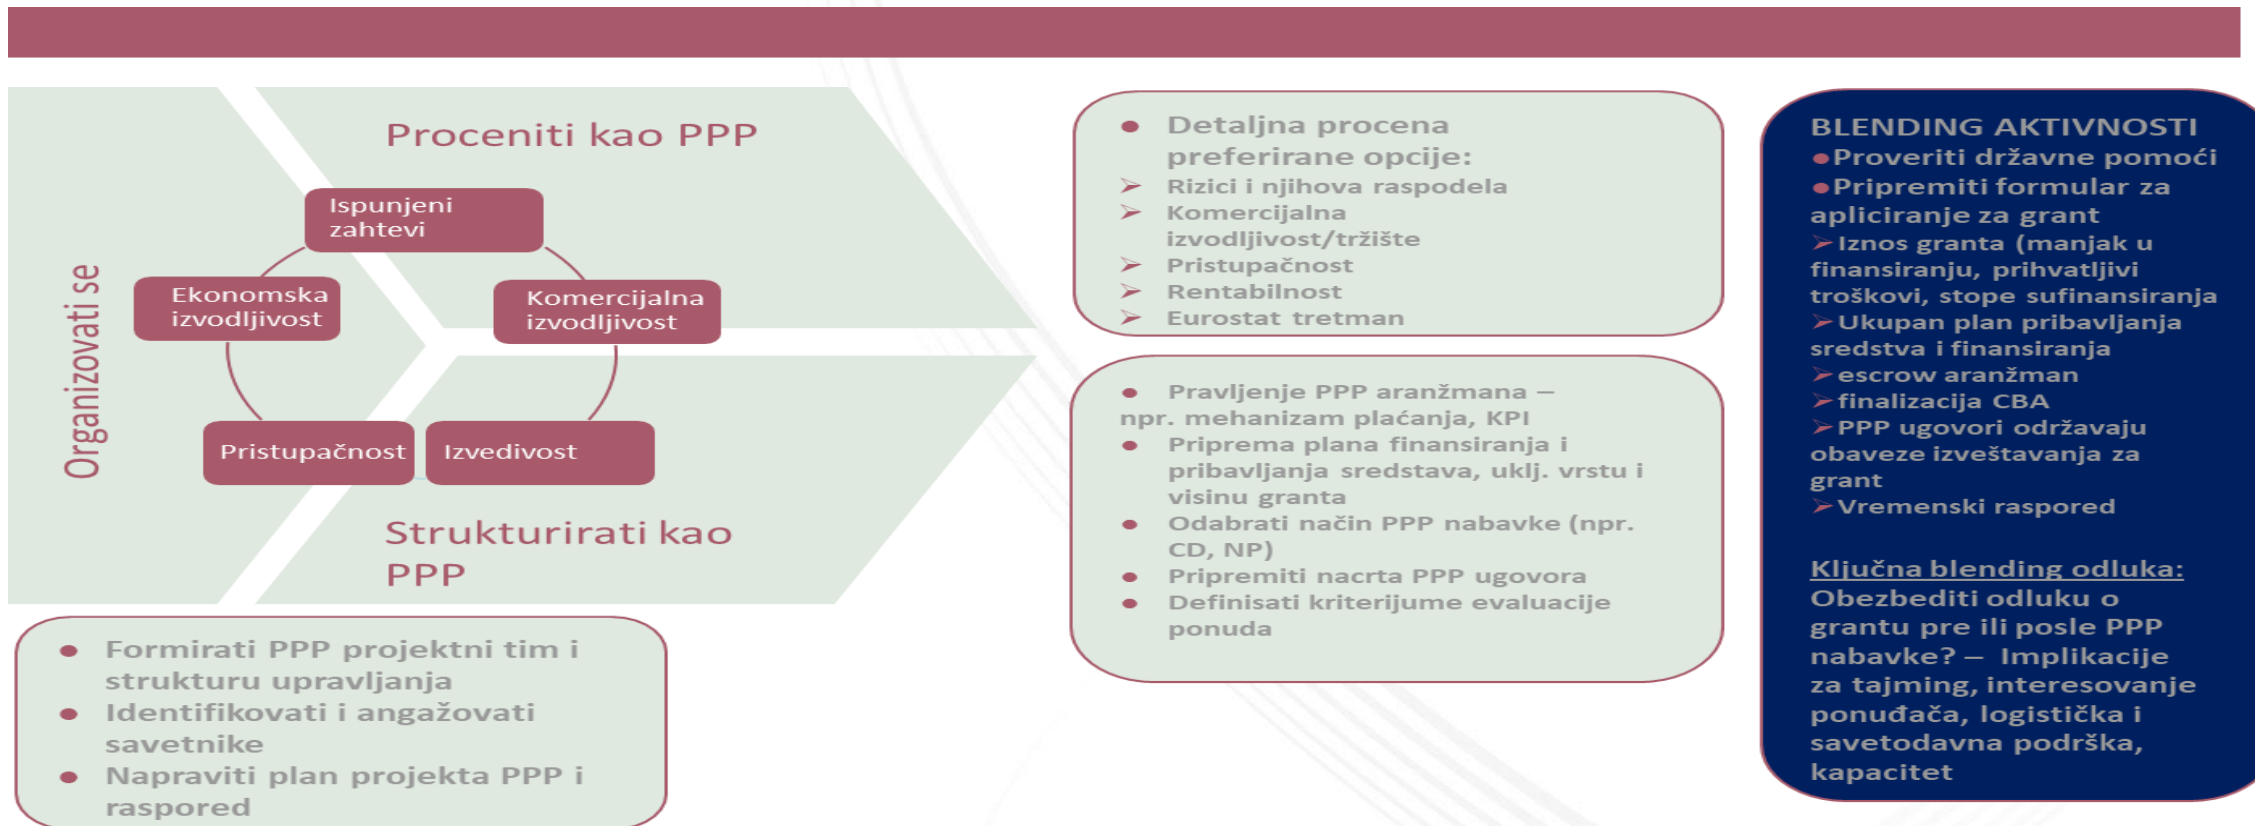 Organizovati se
Proceniti kao PPP
Ispunjeni
zahtevi
Ekonomska
izvodljivost
Komercijalna
izvodljivost
Pristupačnost
Izvedivost
Strukturirati kao
PPP
● Formirati PPP projektni tim i
strukturu upravljanja
● Identifikovati i angažovati
savetnike
● Napraviti plan projekta PPP i
raspored
● Detaljna procena
preferirane opcije:
➢ Rizici i njihova raspodela
➢ Komercijalna
izvodljivost/tržište
➢ Pristupačnost
➢ Rentabilnost
➢ Eurostat tretman
● Pravljenje PPP aranžmana –
npr. mehanizam plaćanja, KPI
● Priprema plana finansiranja i
pribavljanja sredstava, uklj. vrstu i
visinu granta
● Odabrati način PPP nabavke (npr.
CD, NP)
● Pripremiti nacrta PPP ugovora
● Definisati kriterijume evaluacije
ponuda
BLENDING AKTIVNOSTI
●Proveriti državne pomoći
●Pripremiti formular za
apliciranje za grant
➢Iznos granta (manjak u
finansiranju, prihvatljivi
troškovi, stope sufinansiranja
➢Ukupan plan pribavljanja
sredstva i finansiranja
➢escrow aranžman
➢finalizacija CBA
➢PPP ugovori održavaju
obaveze izveštavanja za
grant
➢Vremenski raspored
Ključna blending odluka:
Obezbediti odluku o
grantu pre ili posle PPP
nabavke? – Implikacije
za tajming, interesovanje
ponuđača, logistička i
savetodavna podrška,
kapacitet